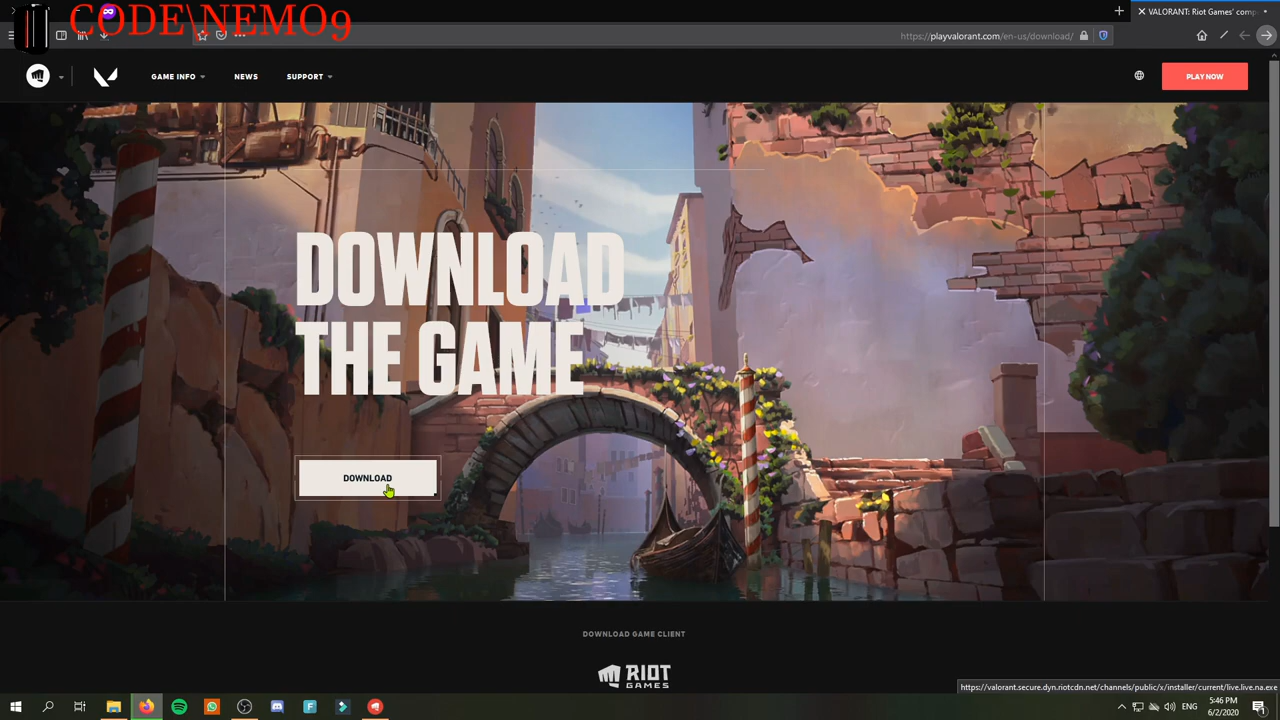 CODE\NEMO9
VALORANT: Riot Games' comp
https://playvalorant.com/en-us/download/
GAME INFO
NEWS
SUPPORT
PLAY NOW
DOWNLOAD
THE GAME
DOWNLOAD
DOWNLOAD GAME CLIENT
RIOT
GAMES
https://valorant.secure.dyn.riotcdn.net/channels/public/x/installer/current/live.live.na.exe
ENG
5:46 PM
6/2/2020